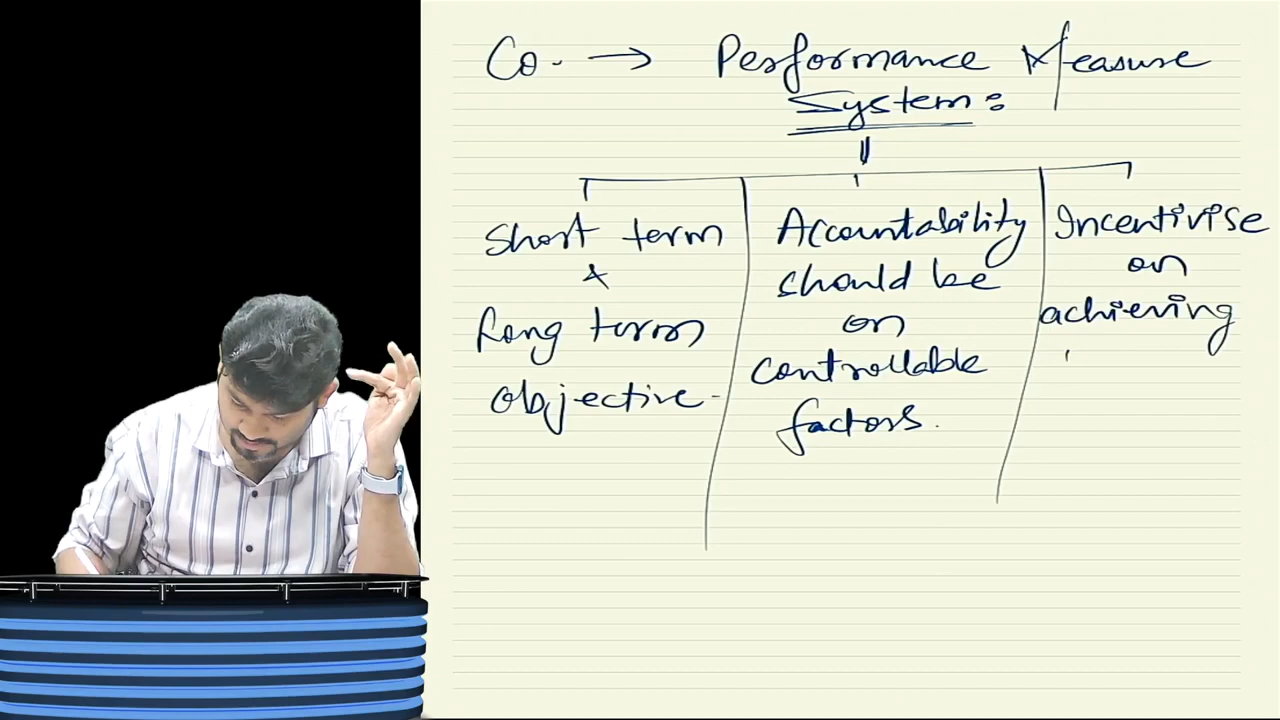 Co. → Performance Measure
System:
Short term
&
Long term
objective.
Accountability
should be
on
controllable
factors.
Incentivise
on
achieving